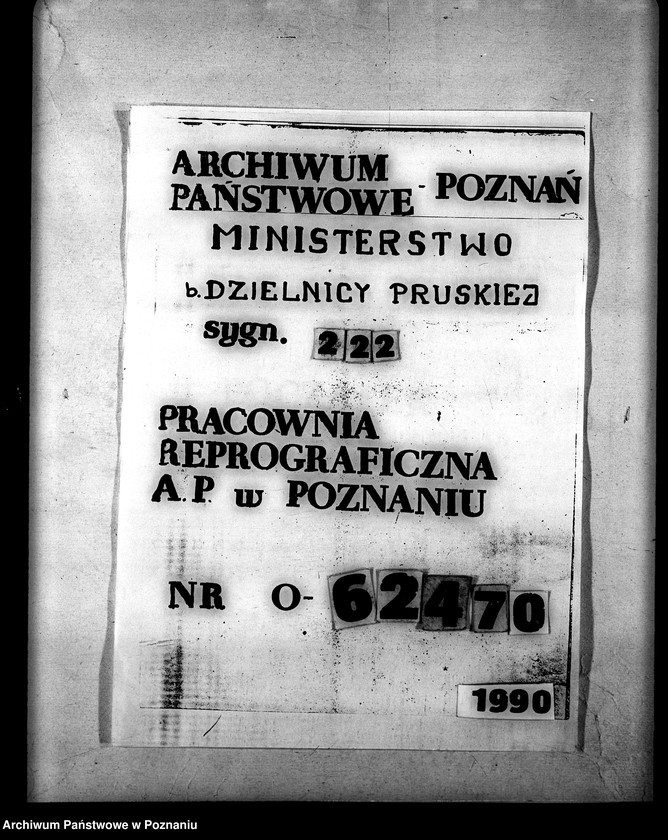 ARCHIWUM
PAŃSTWOWE - POZNAŃ
MINISTERSTWO
b. DZIELNICY PRUSKIEJ
sygn. 222
PRACOWNIA
REPROGRAFICZNA
A.P. w POZNANIU
NR O-62470
1990
Archiwum Państwowe w Poznaniu